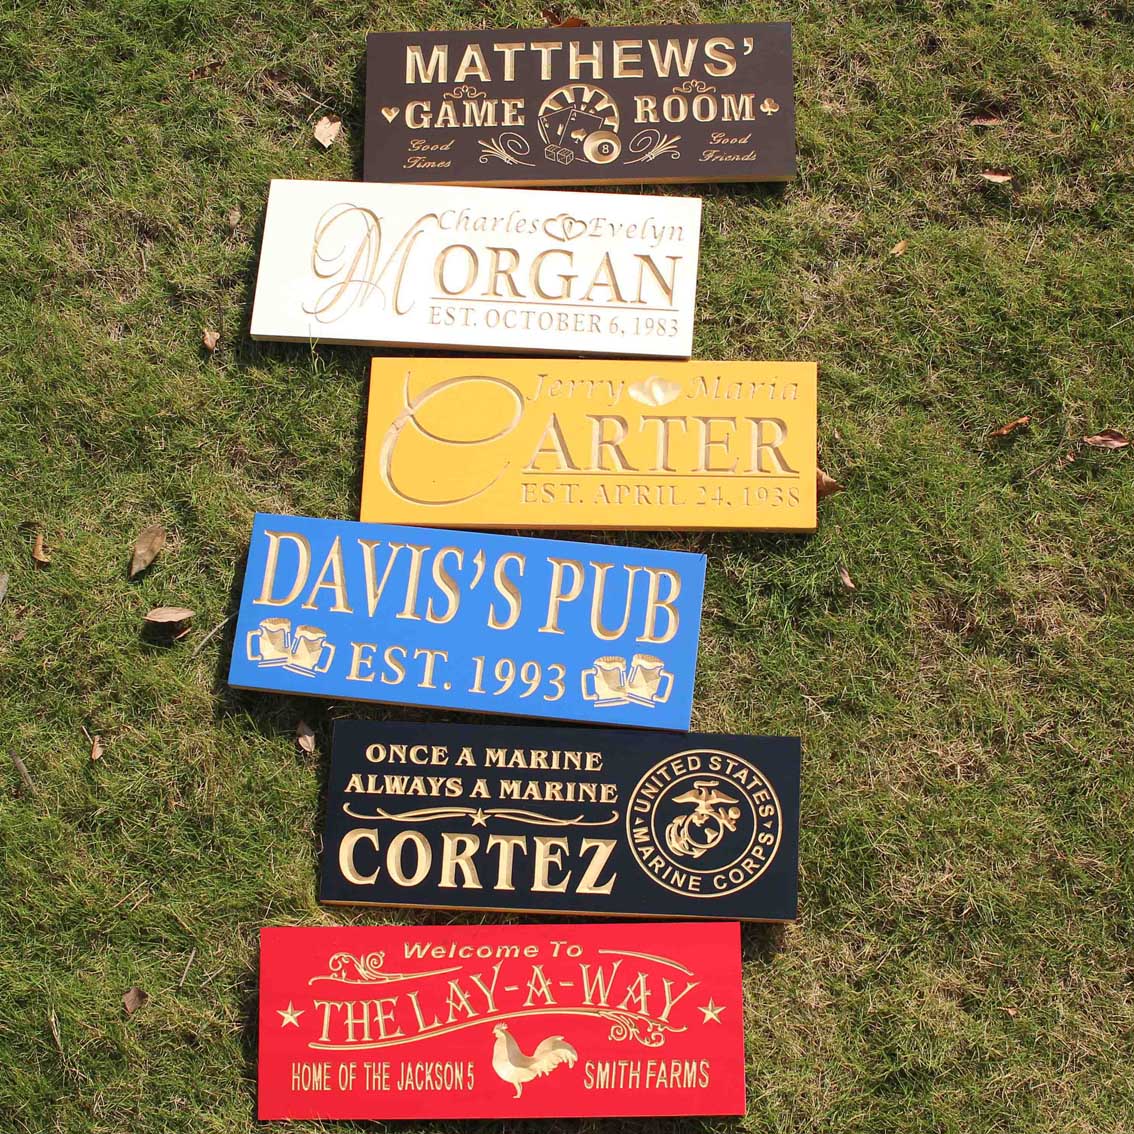 MATTHEWS'
GAME ROOM
Good Times
8
Good Friends
Charles Evelyn
MORGAN
EST. OCTOBER 6, 1983
Jerry Maria
CARTER
EST. APRIL 24, 1938
DAVIS'S PUB
EST. 1993
ONCE A MARINE
ALWAYS A MARINE
CORTEZ
UNITED STATES
MARINE CORPS
Welcome To
THE LAY-A-WAY
HOME OF THE JACKSON 5
SMITH FARMS